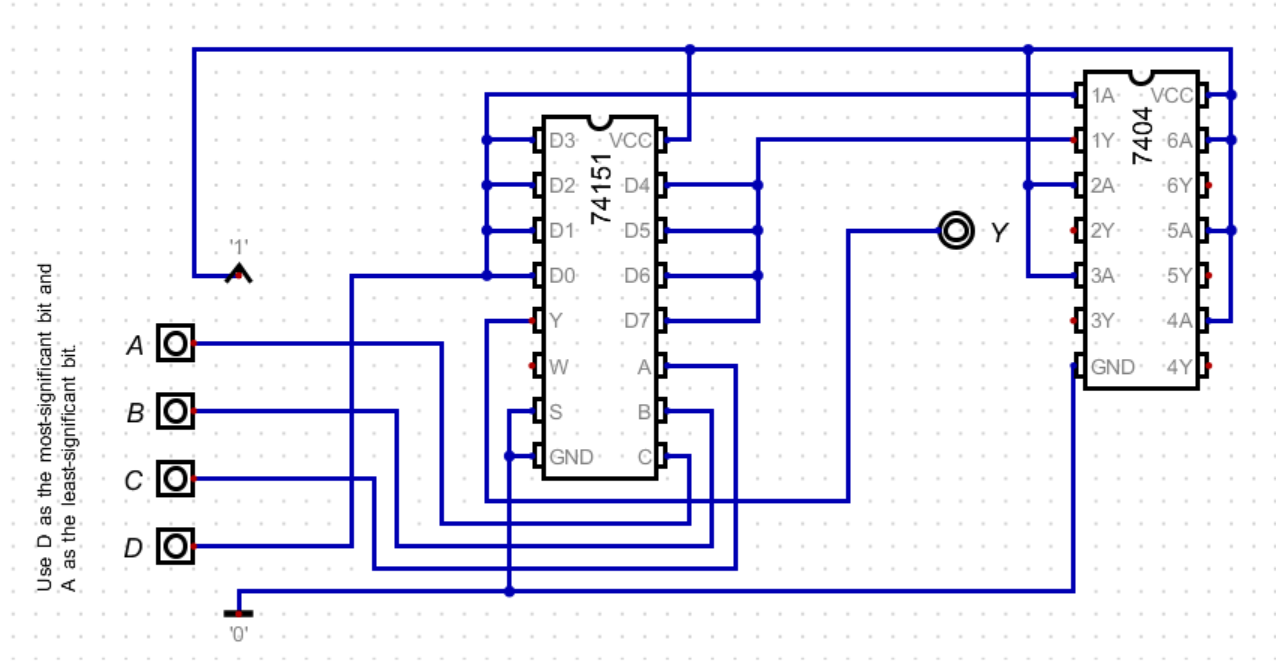 Use D as the most-significant bit and
A as the least-significant bit.
'1'
A
B
C
D
'0'
74151
D3 VCC
D2 D4
D1 D5
D0 D6
Y D7
W A
S B
GND C
Y
7404
1A VCC
1Y 6A
2A 6Y
2Y 5A
3A 5Y
3Y 4A
GND 4Y